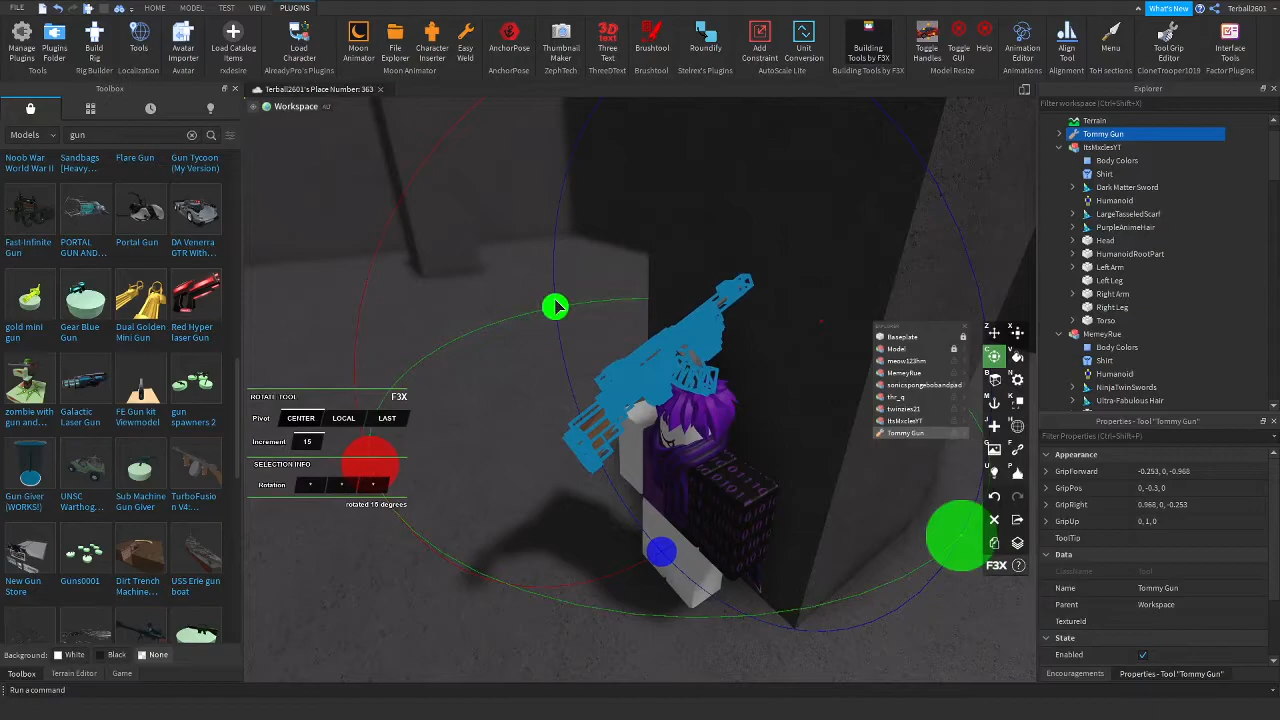 FILE HOME MODEL TEST VIEW PLUGINS What's New Terball2601
Manage Plugins Plugins Folder Build Rig Tools Avatar Importer Load Catalog Items Load Character Moon Animator File Explorer Character Inserter Easy Weld AnchorPose Thumbnail Maker Three Text Brushtool Roundify Add Constraint Unit Conversion Building Tools by F3X Toggle Handles Toggle GUI Help Animation Editor Align Tool Menu Tool Grip Editor Interface Tools
Tools Rig Builder Localization Avatar rxdesire AlreadyPro's Plugins Moon Animator AnchorPose ZephTech ThreeDText Brushtool Stelrex's Plugins AutoScale Lite Building Tools by F3X Model Resize Animations Alignment ToH sections CloneTrooper1019 Factor Plugins
Toolbox
Terball2601's Place Number: 363
Explorer
Workspace
Filter workspace (Ctrl+Shift+X)
Models gun
Noob War World War II
Sandbags [Heavy...
Flare Gun
Gun Tycoon (My Version)
Fast-Infinite Gun
PORTAL GUN AND...
Portal Gun
DA Venerra GTR With...
gold mini gun
Gear Blue Gun
Dual Golden Mini Gun
Red Hyper laser Gun
zombie with gun and...
Galactic Laser Gun
FE Gun kit Viewmodel
gun spawners 2
Gun Giver (WORKS!)
UNSC Warthog...
Sub Machine Gun Giver
TurboFusion V4:...
New Gun Store
Guns0001
Dirt Trench Machine...
USS Erie gun boat
Background: White Black None
Toolbox Terrain Editor Game
Run a command
ROTATE TOOL F3X
Pivot CENTER LOCAL LAST
Increment 15
SELECTION INFO
Rotation * * *
rotated 15 degrees
EXPLORER
Baseplate
Model
meow123hm
MemeyRue
sonicspongebobandpad
thr_q
twinzies21
ItsMxclesYT
Tommy Gun
Z X
C V
B N
M K
J H
G P
U F
F3X ?
Terrain
Tommy Gun
ItsMxclesYT
Body Colors
Shirt
Dark Matter Sword
Humanoid
LargeTasseledScarf
PurpleAnimeHair
Head
HumanoidRootPart
Left Arm
Left Leg
Right Arm
Right Leg
Torso
MemeyRue
Body Colors
Shirt
Humanoid
NinjaTwinSwords
Ultra-Fabulous Hair
Properties - Tool "Tommy Gun"
Filter Properties (Ctrl+Shift+P)
Appearance
GripForward -0.253, 0, -0.968
GripPos 0, -0.3, 0
GripRight 0.968, 0, -0.253
GripUp 0, 1, 0
ToolTip
Data
ClassName Tool
Name Tommy Gun
Parent Workspace
TextureId
State
Enabled
Encouragements Properties - Tool "Tommy Gun"